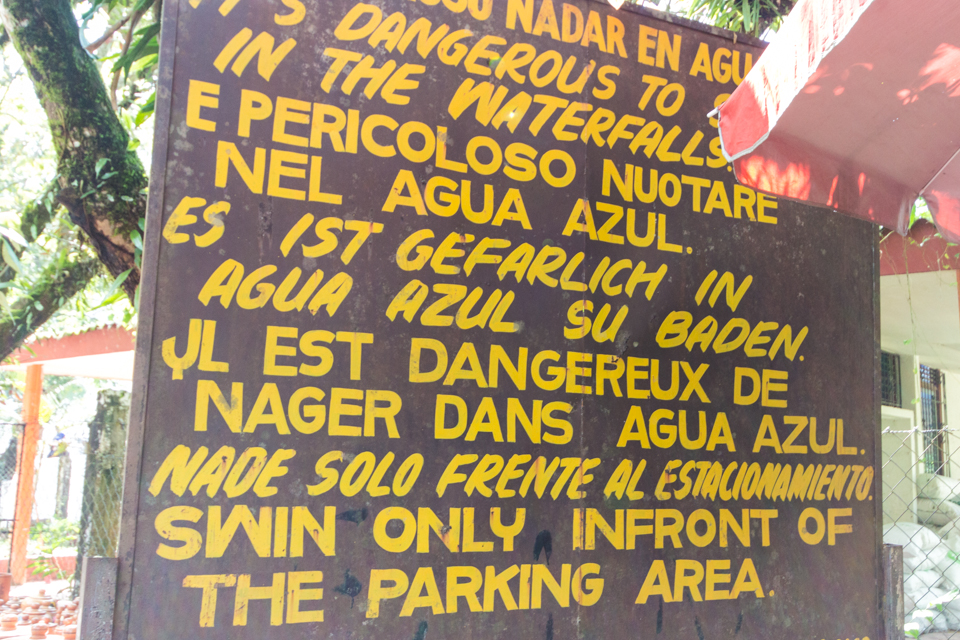 NADAR EN
IT'S DANGEROUS TO
IN THE WATERFALLS.
E PERICOLOSO NUOTARE
NEL AGUA AZUL.
ES IST GEFARLICH IN
AGUA AZUL SU BADEN.
YL EST DANGEREUX DE
NAGER DANS AGUA AZUL.
NADE SOLO FRENTE AL ESTACIONAMIENTO.
SWIN ONLY INFRONT OF
THE PARKING AREA.